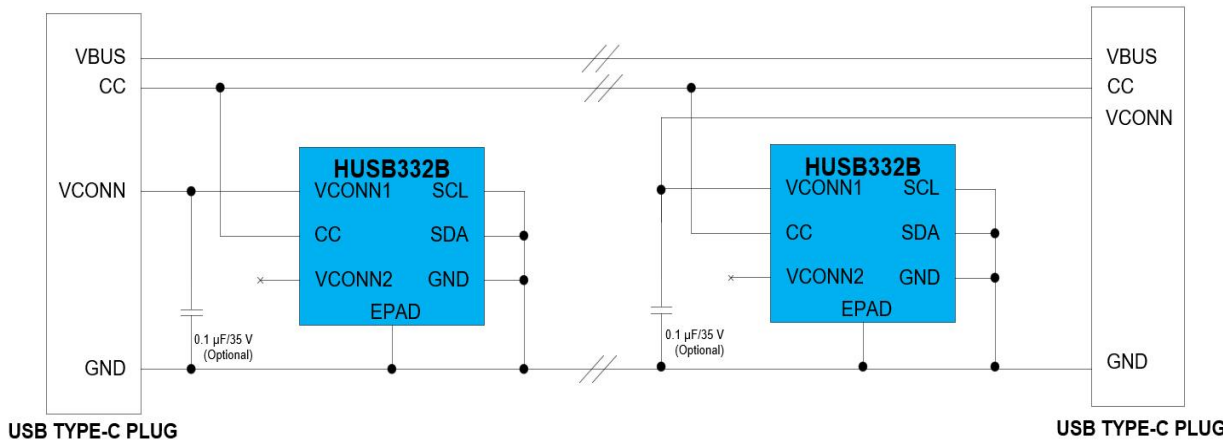 VBUS
CC
VCONN
GND
USB TYPE-C PLUG
HUSB332B
VCONN1 SCL
CC SDA
VCONN2 GND
EPAD
0.1 µF/35 V
(Optional)
HUSB332B
VCONN1 SCL
CC SDA
VCONN2 GND
EPAD
0.1 µF/35 V
(Optional)
VBUS
CC
VCONN
GND
USB TYPE-C PLUG